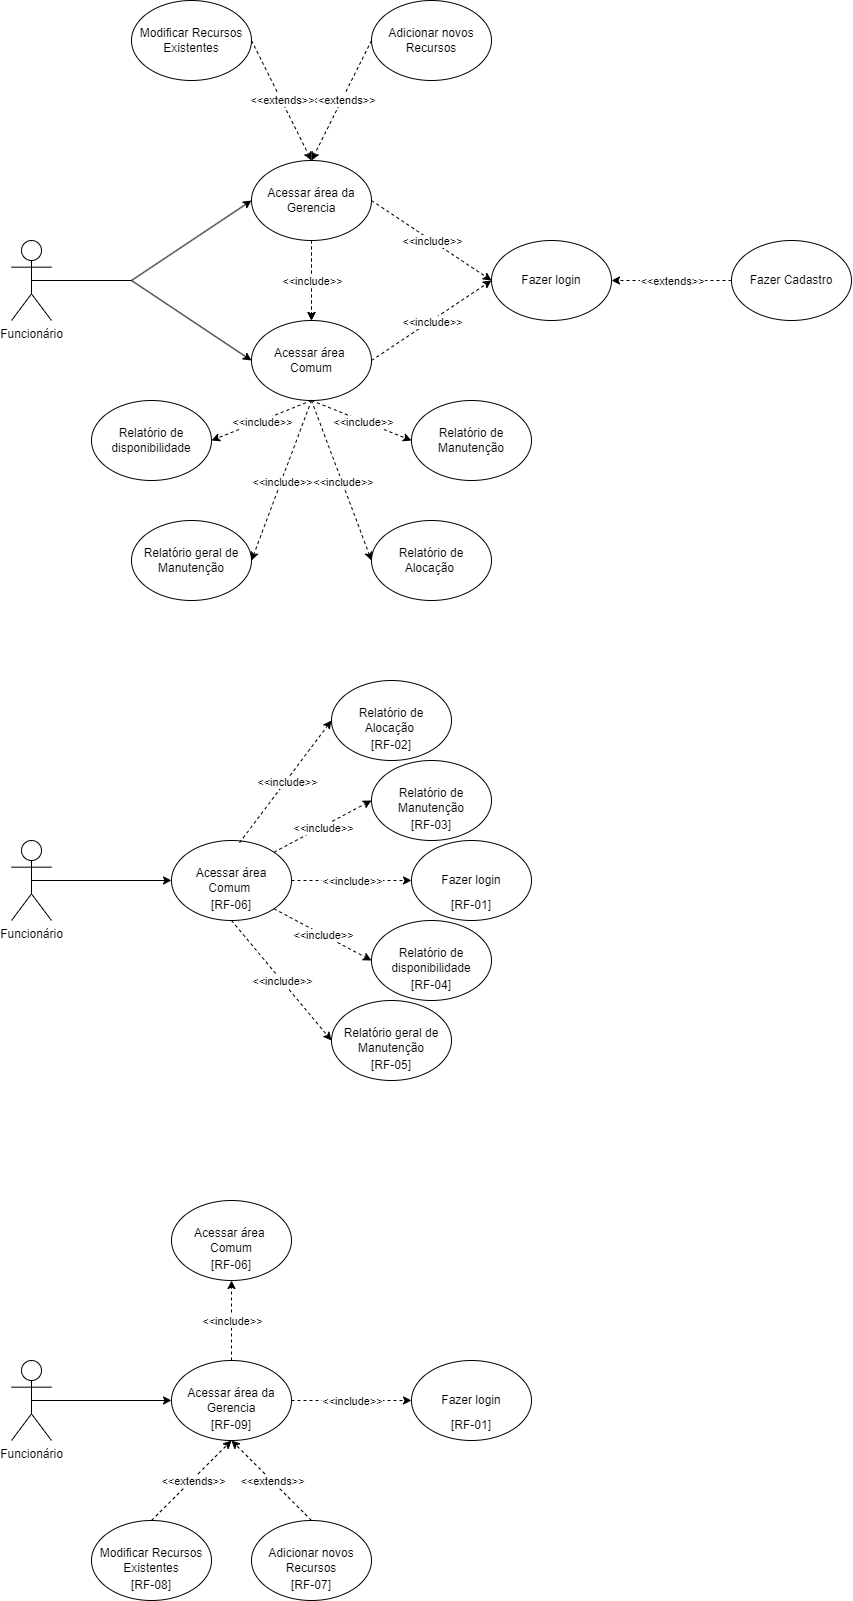 Modificar Recursos
Existentes
Adicionar novos
Recursos
<<extends>>
<<extends>>
Acessar área da
Gerencia
<<include>>
Funcionário
<<include>>
Fazer login
<<extends>>
Fazer Cadastro
<<include>>
Acessar área
Comum
Relatório de
disponibilidade
<<include>>
<<include>>
Relatório de
Manutenção
<<include>>
<<include>>
Relatório geral de
Manutenção
Relatório de
Alocação
Relatório de
Alocação
[RF-02]
<<include>>
Relatório de
Manutenção
[RF-03]
<<include>>
Funcionário
Acessar área
Comum
[RF-06]
<<include>>
Fazer login
[RF-01]
<<include>>
Relatório de
disponibilidade
[RF-04]
<<include>>
Relatório geral de
Manutenção
[RF-05]
Acessar área
Comum
[RF-06]
<<include>>
Funcionário
Acessar área da
Gerencia
[RF-09]
<<include>>
Fazer login
[RF-01]
<<extends>>
<<extends>>
Modificar Recursos
Existentes
[RF-08]
Adicionar novos
Recursos
[RF-07]